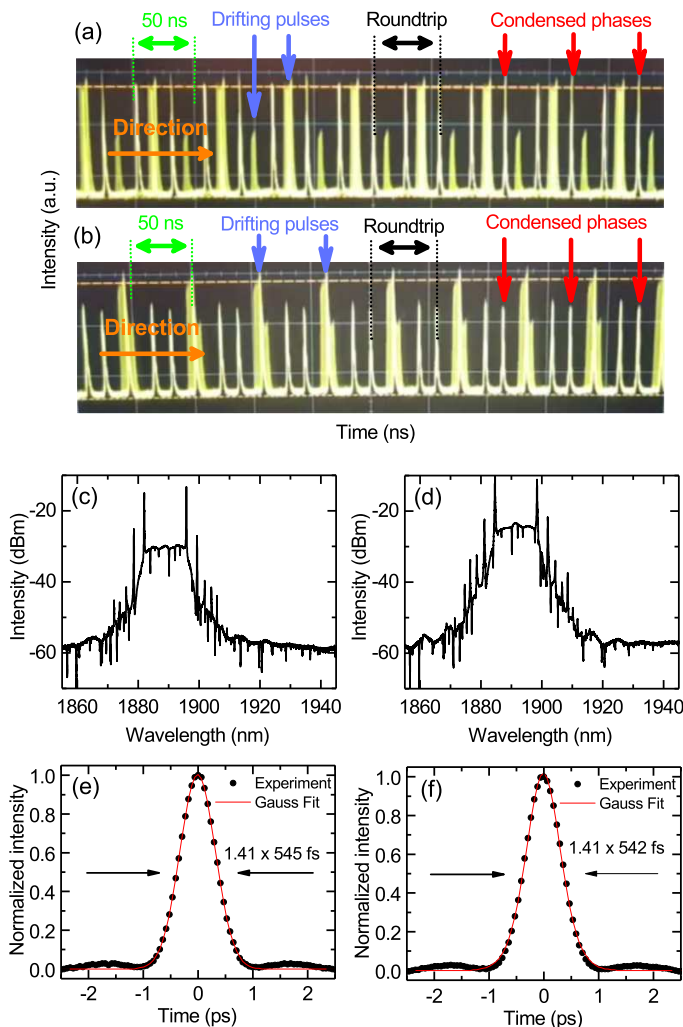 (a) 50 ns Drifting pulses Roundtrip Condensed phases
Direction
(b) 50 ns Drifting pulses Roundtrip Condensed phases
Direction
Intensity (a.u.)
Time (ns)
(c)
-20
-40
-60
Intensity (dBm)
1860 1880 1900 1920 1940
Wavelength (nm)
(d)
-20
-40
-60
Intensity (dBm)
1860 1880 1900 1920 1940
Wavelength (nm)
(e)
Experiment
Gauss Fit
1.41 x 545 fs
1.0
0.8
0.6
0.4
0.2
0.0
Normalized intensity
-2 -1 0 1 2
Time (ps)
(f)
Experiment
Gauss Fit
1.41 x 542 fs
1.0
0.8
0.6
0.4
0.2
0.0
Normalized intensity
-2 -1 0 1 2
Time (ps)